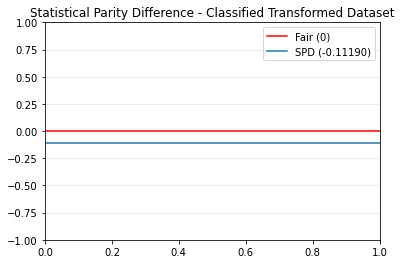 Statistical Parity Difference - Classified Transformed Dataset
1.00
0.75
0.50
0.25
0.00
−0.25
−0.50
−0.75
−1.00
Fair (0)
SPD (-0.11190)
0.0 0.2 0.4 0.6 0.8 1.0